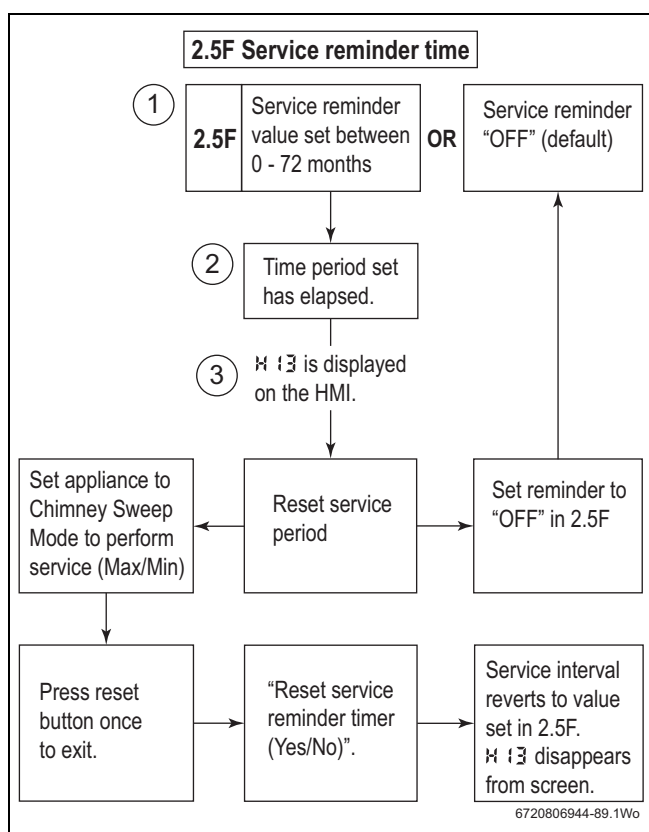 2.5F Service reminder time
1
2.5F
Service reminder
value set between
0 - 72 months
OR
Service reminder
“OFF” (default)
2
Time period set
has elapsed.
3
H 13 is displayed
on the HMI.
Set appliance to
Chimney Sweep
Mode to perform
service (Max/Min)
Reset service
period
Set reminder to
“OFF” in 2.5F
Press reset
button once
to exit.
“Reset service
reminder timer
(Yes/No)”.
Service interval
reverts to value
set in 2.5F.
H 13 disappears
from screen.
6720806944-89.1Wo